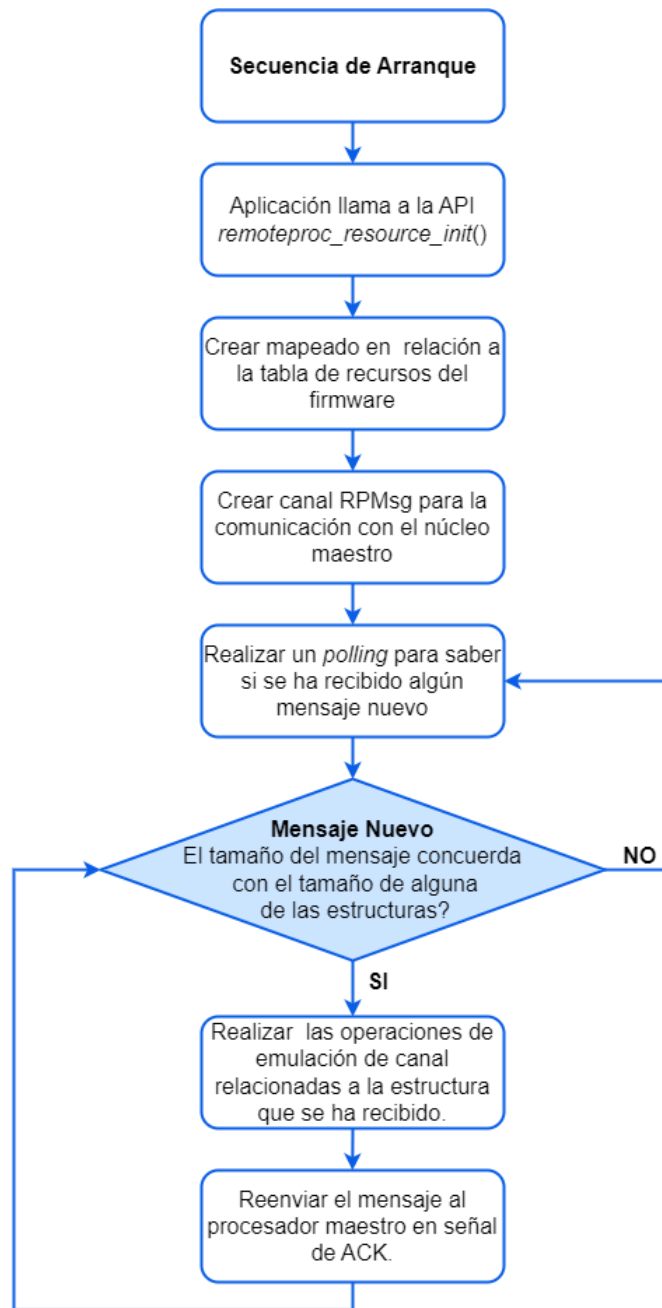 Secuencia de Arranque
Aplicación llama a la API
remoteproc_resource_init()
Crear mapeado en relación a
la tabla de recursos del
firmware
Crear canal RPMsg para la
comunicación con el núcleo
maestro
Realizar un polling para saber
si se ha recibido algún
mensaje nuevo
Mensaje Nuevo
El tamaño del mensaje concuerda
con el tamaño de alguna
de las estructuras?
NO
SI
Realizar las operaciones de
emulación de canal
relacionadas a la estructura
que se ha recibido.
Reenviar el mensaje al
procesador maestro en señal
de ACK.